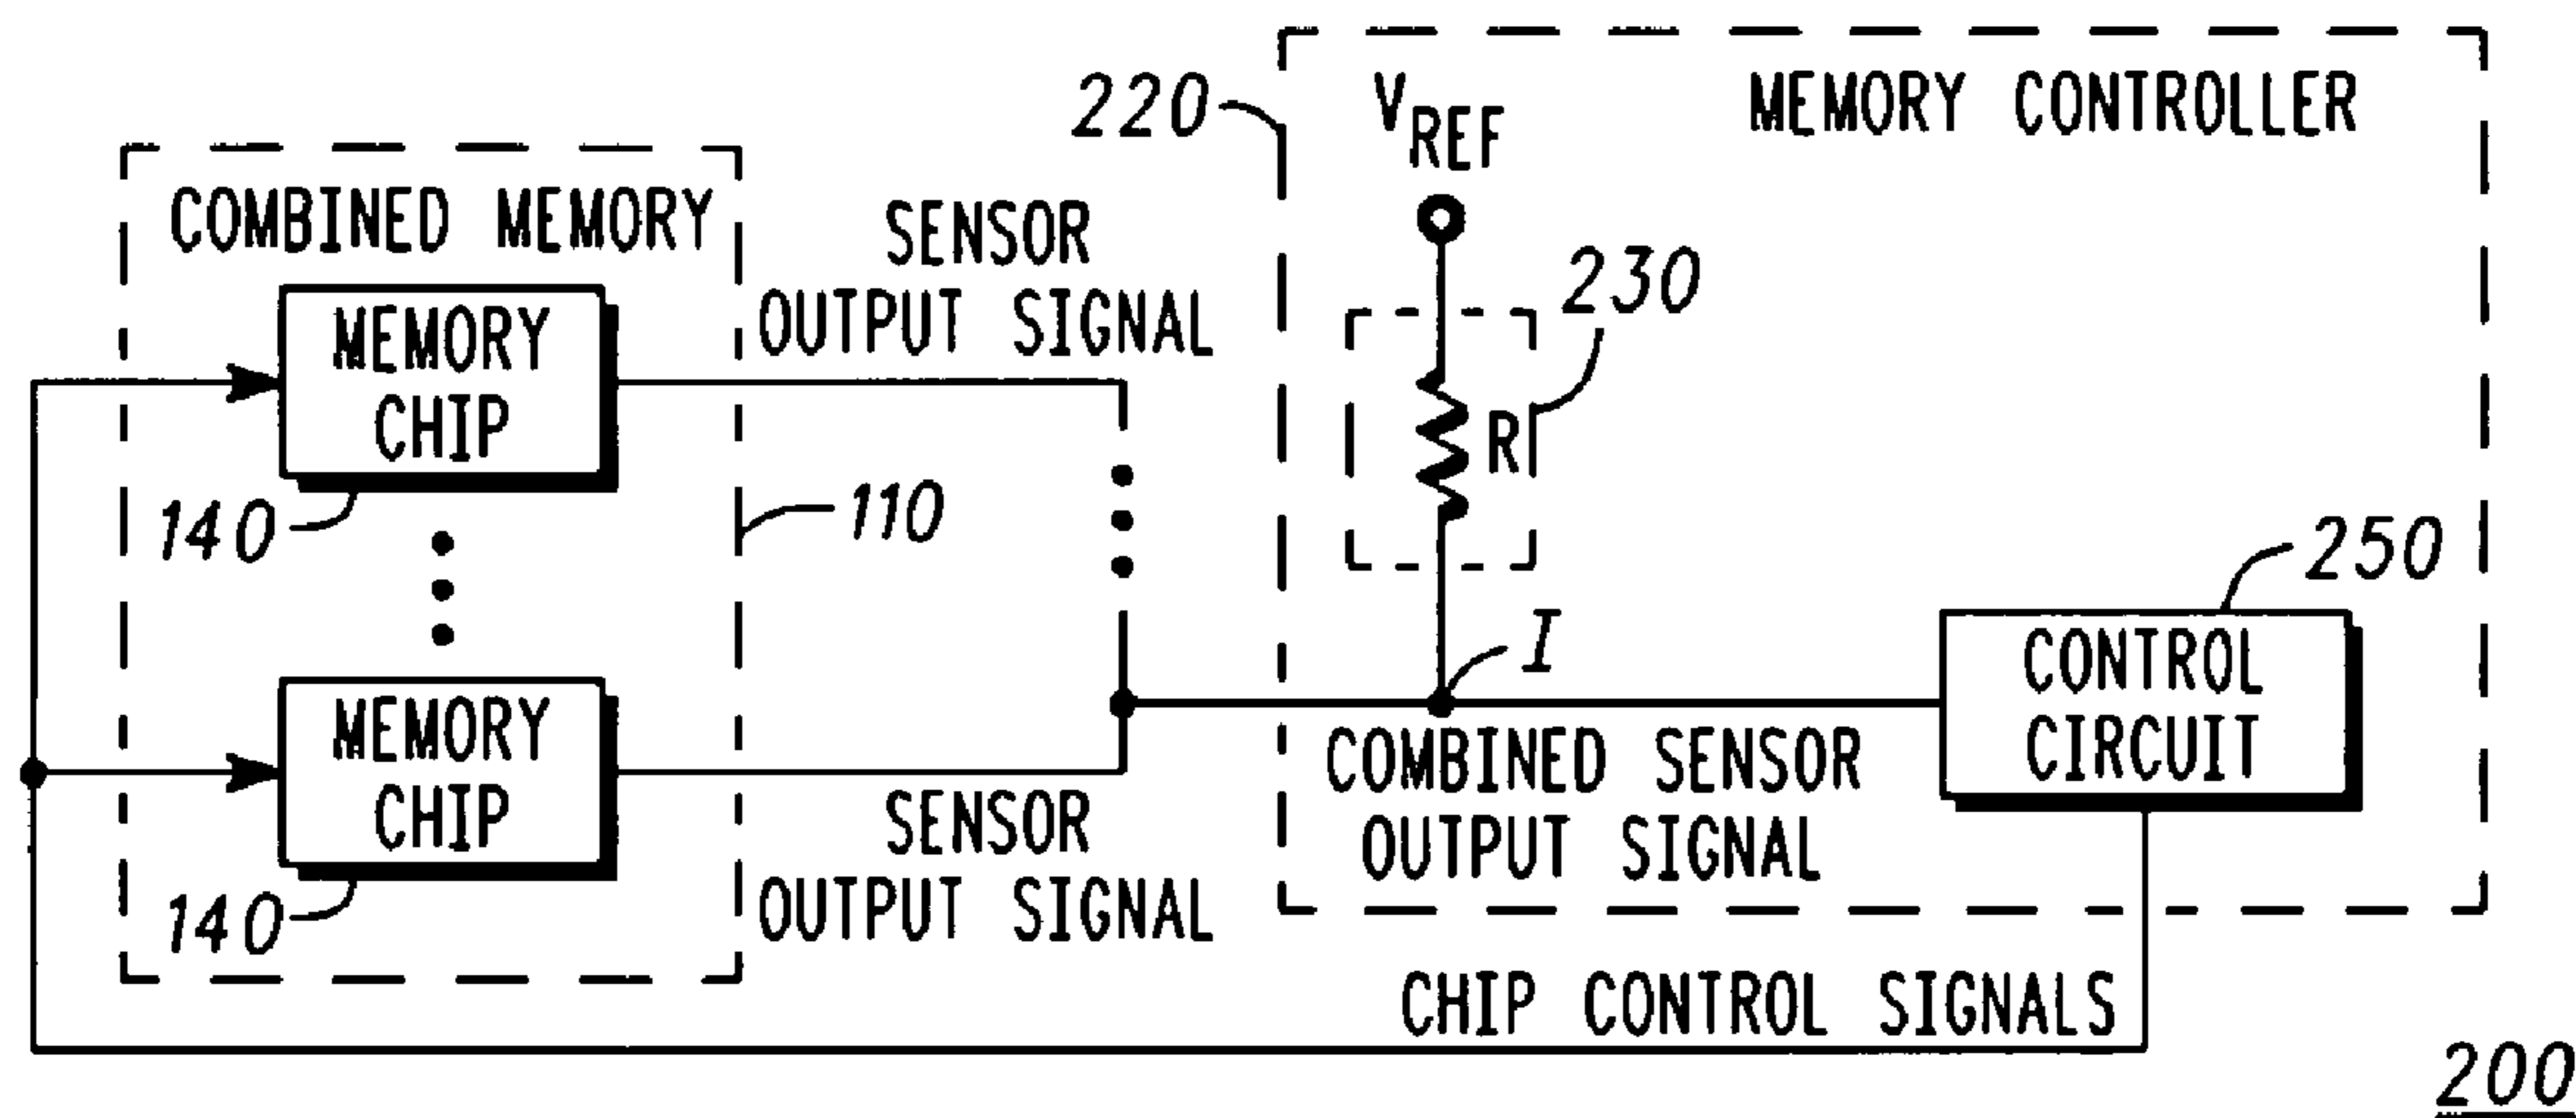 220
V REF
MEMORY CONTROLLER
COMBINED MEMORY
SENSOR
OUTPUT SIGNAL
230
MEMORY
CHIP
R
140
110
250
I
CONTROL
CIRCUIT
MEMORY
CHIP
COMBINED SENSOR
OUTPUT SIGNAL
SENSOR
OUTPUT SIGNAL
140
CHIP CONTROL SIGNALS
200